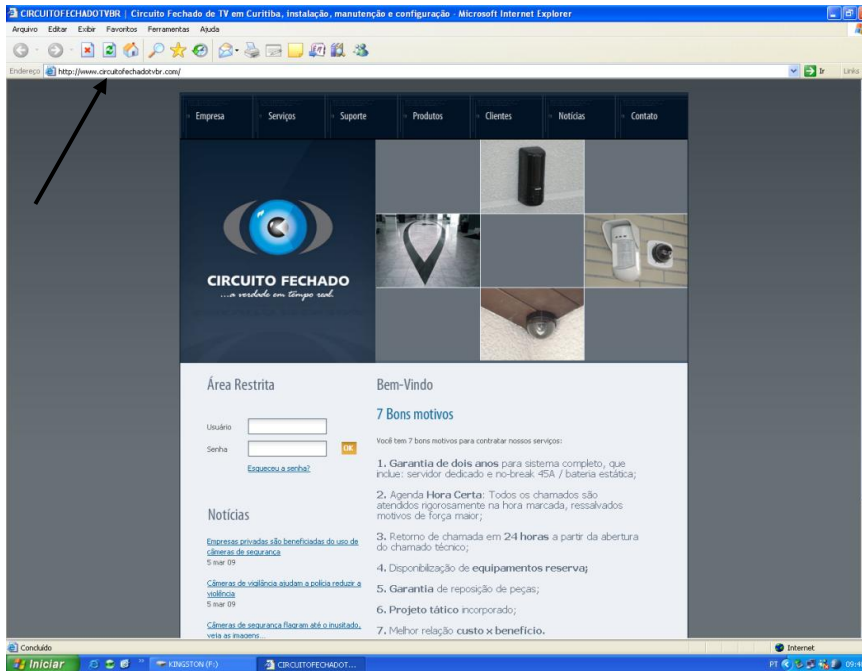 CIRCUITOFECHADOTVBR | Circuito Fechado de TV em Curitiba, instalação, manutenção e configuração - Microsoft Internet Explorer
Arquivo Editar Exibir Favoritos Ferramentas Ajuda
Endereço http://www.circuitofechadotvbr.com/ Ir Links
Empresa Serviços Suporte Produtos Clientes Notícias Contato
CIRCUITO FECHADO
...a verdade em tempo real.
Área Restrita
Usuário
Senha OK
Esqueceu a senha?
Notícias
Empresas privadas são beneficiadas do uso de
câmeras de segurança
5 mar 09
Câmeras de vigilância ajudam a polícia reduzir a
violência
5 mar 09
Câmeras de segurança flagram até o inusitado,
veja as imagens...
Bem-Vindo
7 Bons motivos
Você tem 7 bons motivos para contratar nossos serviços:
1. Garantia de dois anos para sistema completo, que
inclue: servidor dedicado e no-break 45A / bateria estática;
2. Agenda Hora Certa: Todos os chamados são
atendidos rigorosamente na hora marcada, ressalvados
motivos de força maior;
3. Retorno de chamada em 24 horas a partir da abertura
do chamado técnico;
4. Disponibilização de equipamentos reserva;
5. Garantia de reposição de peças;
6. Projeto tático incorporado;
7. Melhor relação custo x benefício.
Concluído Internet
Iniciar KINGSTON (F:) CIRCUITOFECHADOT... PT